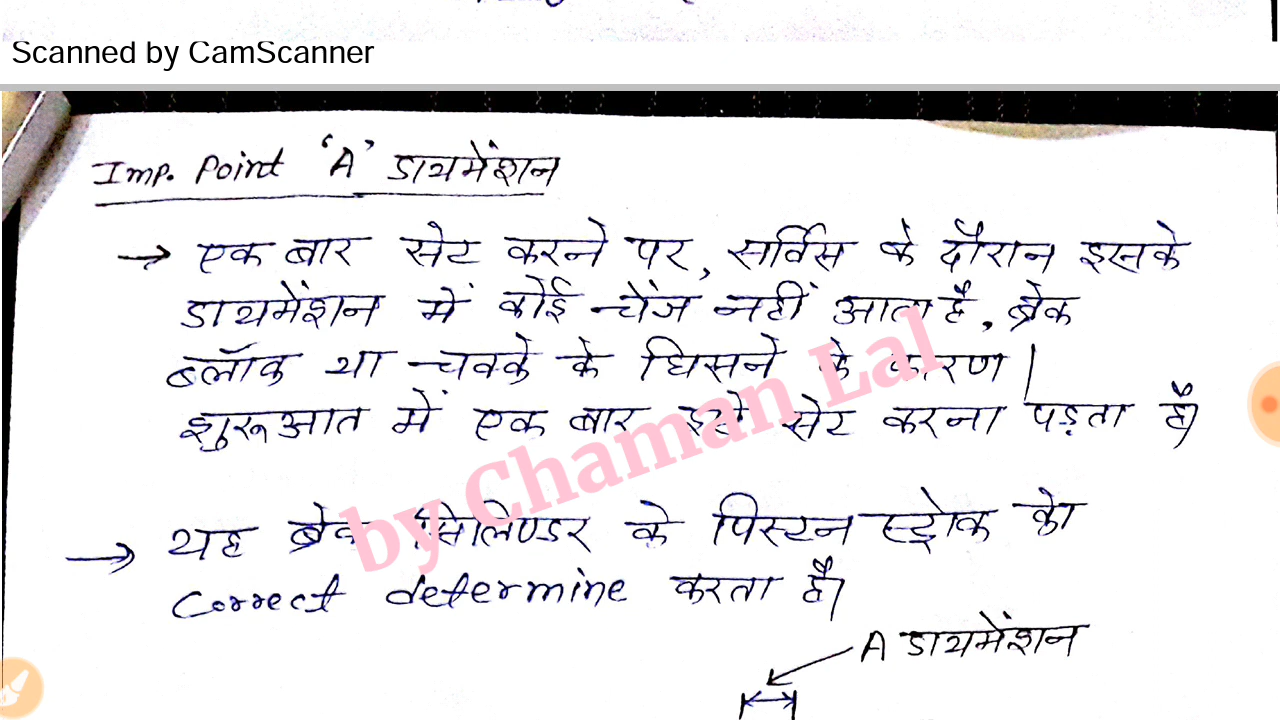 Scanned by CamScanner
Imp. Point 'A' डायमेंशन
→ एक बार सेट करने पर, सर्विस के दौरान इसके
डायमेंशन में कोई चेंज नहीं आता है, ब्रेक
ब्लॉक या चक्के के घिसने के कारण।
शुरूआत में एक बार इसे सेट करना पड़ता है।
→ यह ब्रेक सिलिण्डर के पिस्टन स्ट्रोक को
Correct determine करता है।
A डायमेंशन
by Chaman Lal